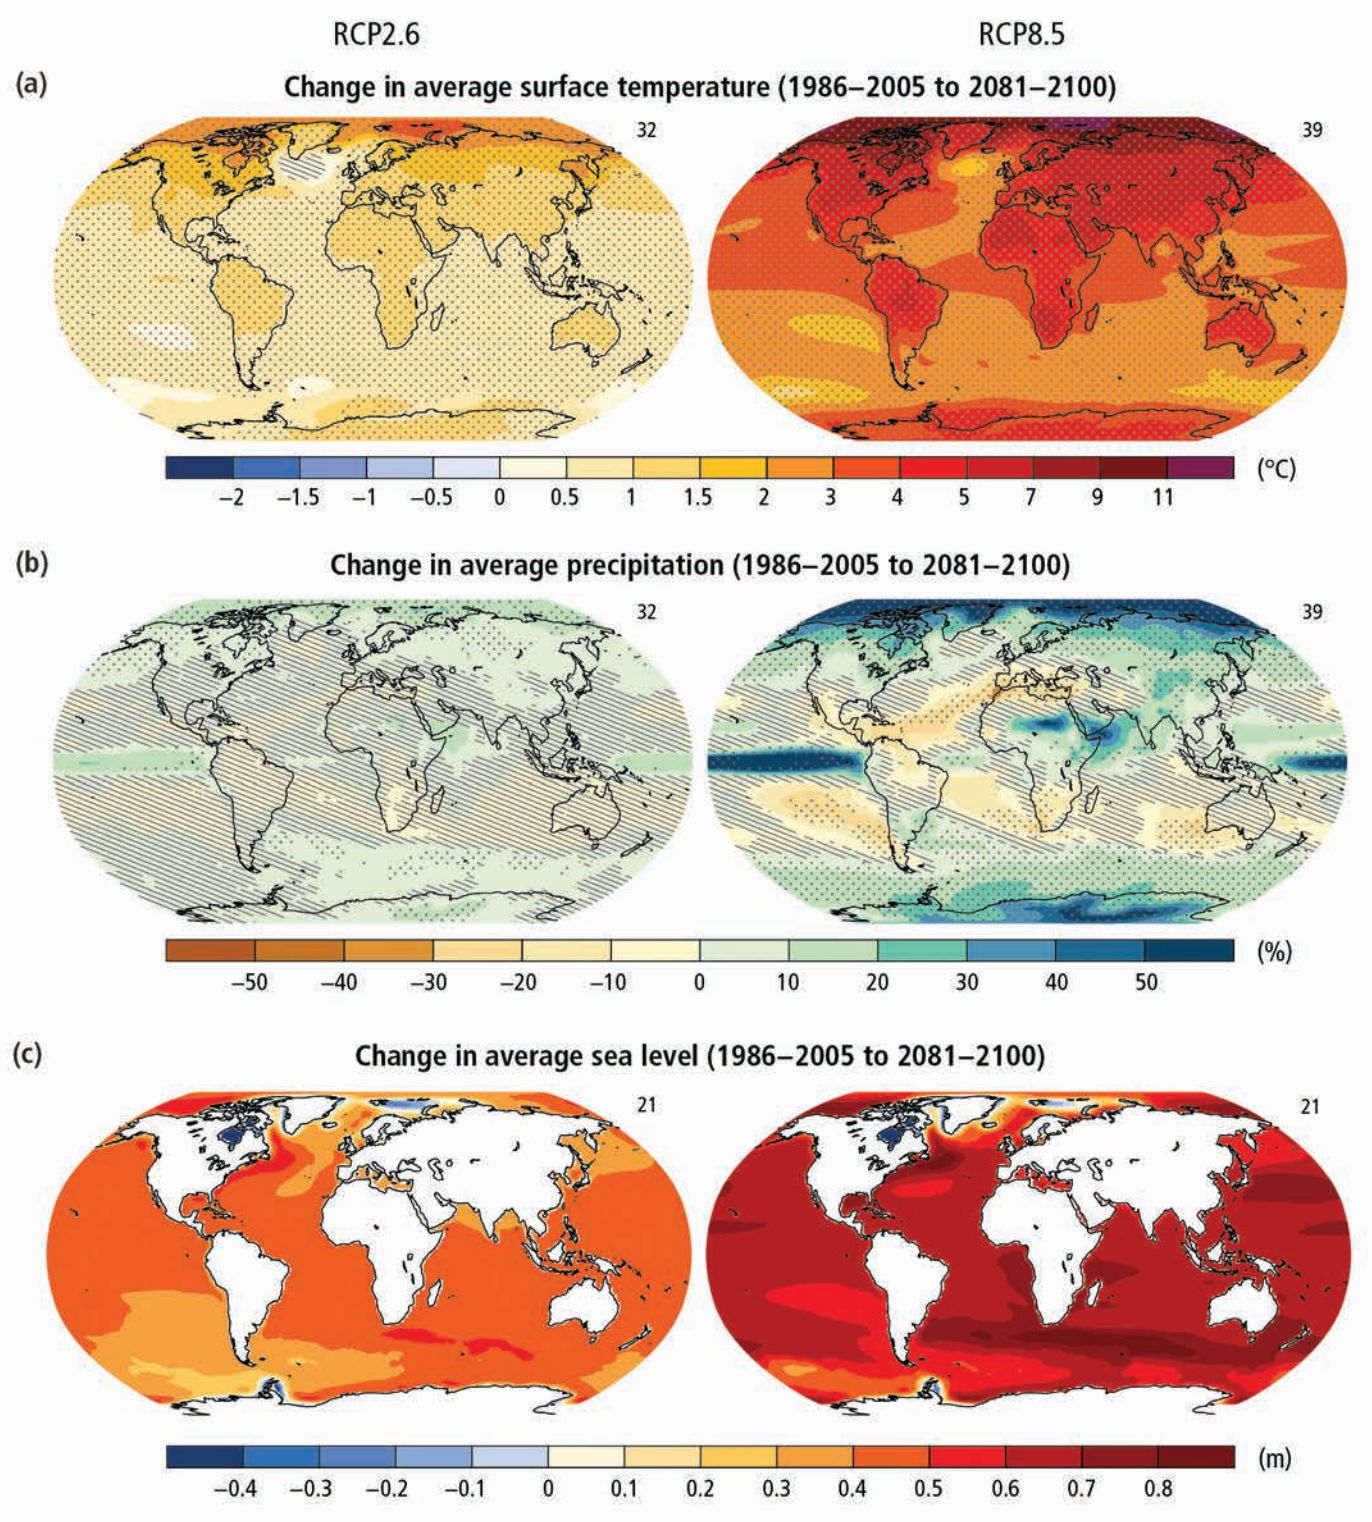 RCP2.6 RCP8.5
(a) Change in average surface temperature (1986–2005 to 2081–2100)
32 39
−2 −1.5 −1 −0.5 0 0.5 1 1.5 2 3 4 5 7 9 11 (°C)
(b) Change in average precipitation (1986–2005 to 2081–2100)
32 39
−50 −40 −30 −20 −10 0 10 20 30 40 50 (%)
(c) Change in average sea level (1986–2005 to 2081–2100)
21 21
−0.4 −0.3 −0.2 −0.1 0 0.1 0.2 0.3 0.4 0.5 0.6 0.7 0.8 (m)